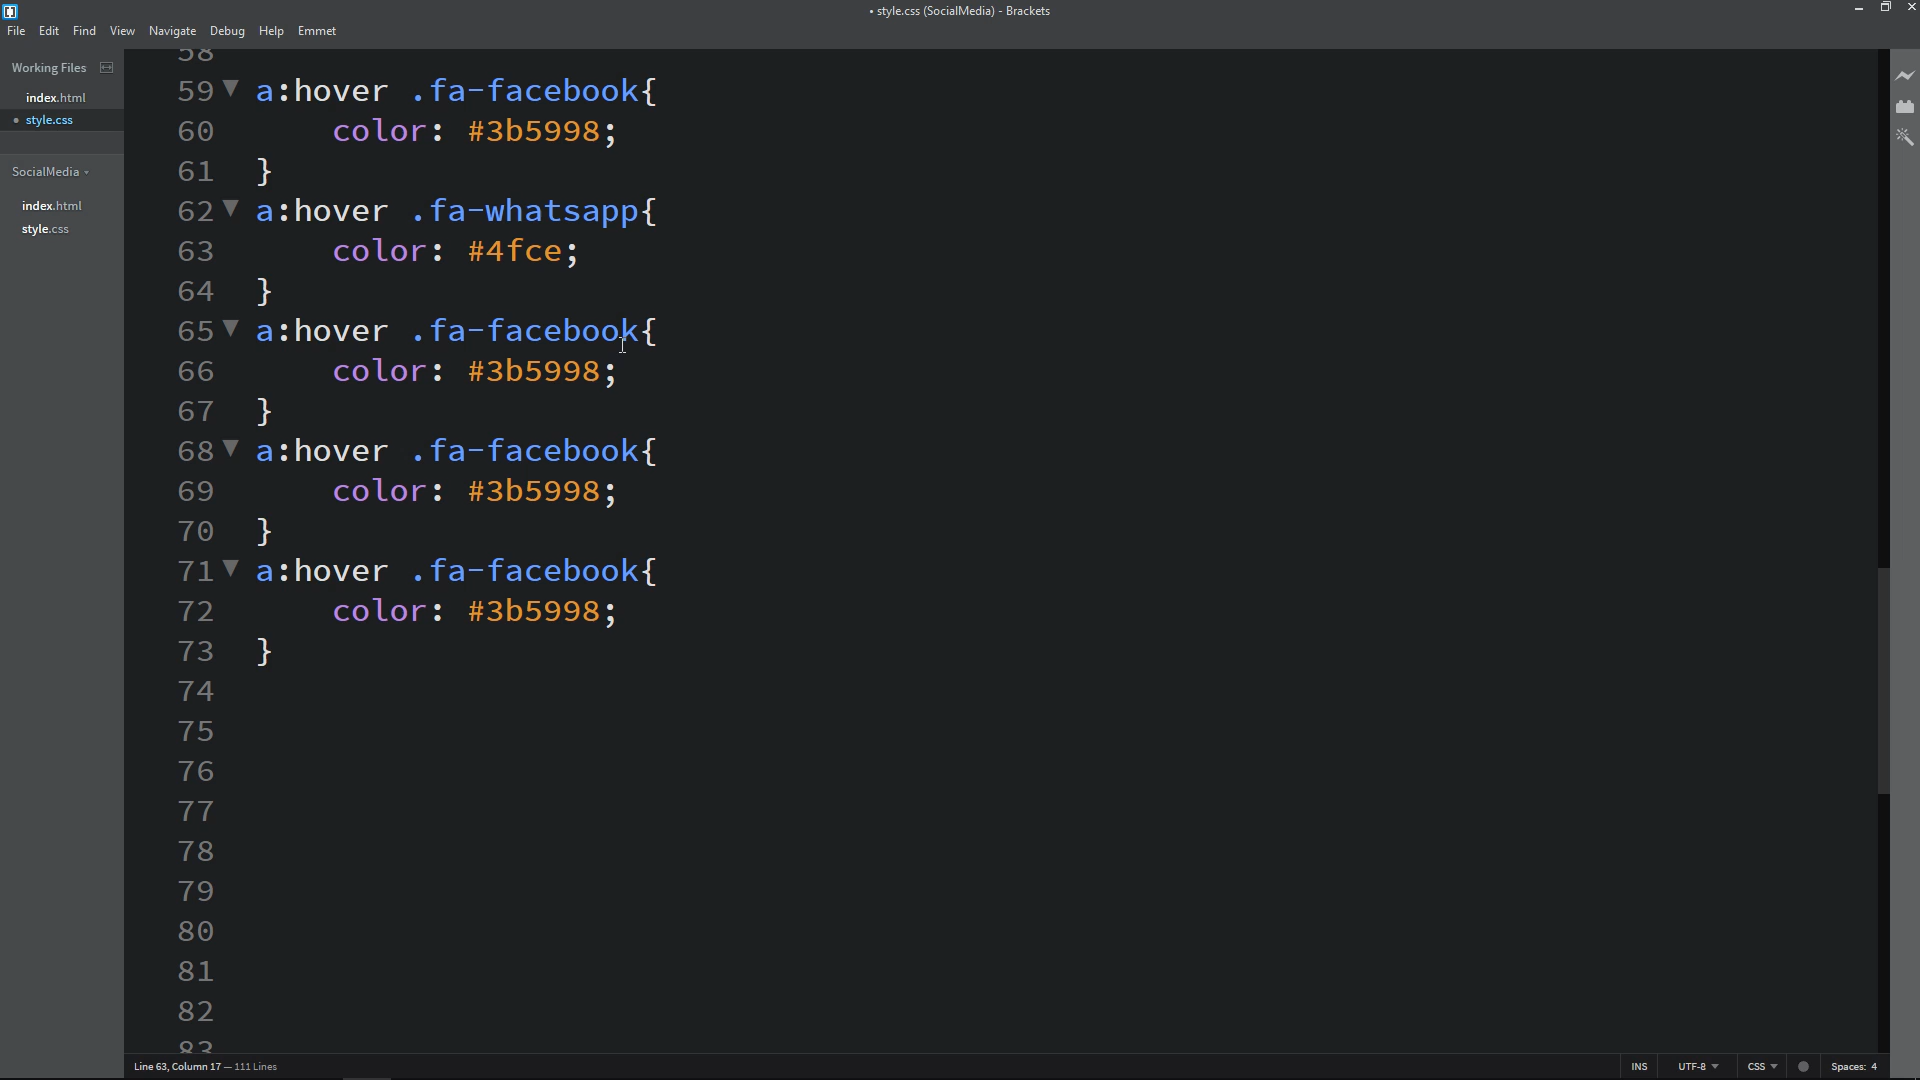 • style.css (SocialMedia) - Brackets
File Edit Find View Navigate Debug Help Emmet
Working Files
index.html
• style.css
SocialMedia
index.html
style.css
58
59 a:hover .fa-facebook{
60 color: #3b5998;
61 }
62 a:hover .fa-whatsapp{
63 color: #4fce;
64 }
65 a:hover .fa-facebook{
66 color: #3b5998;
67 }
68 a:hover .fa-facebook{
69 color: #3b5998;
70 }
71 a:hover .fa-facebook{
72 color: #3b5998;
73 }
74
75
76
77
78
79
80
81
82
83
Line 63, Column 17 — 111 Lines
INS UTF-8 CSS Spaces: 4